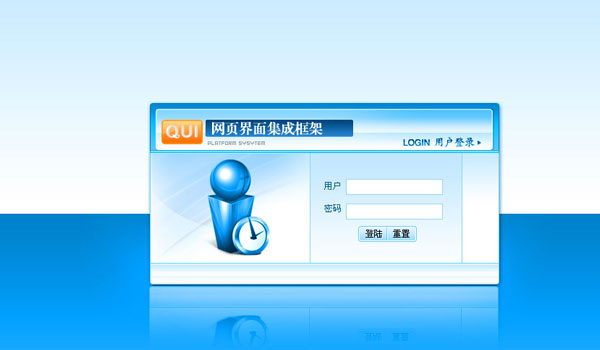 QUI 网页界面集成框架
PLATFORM SYSYTEM
LOGIN 用户登录
用户
密码
登陆 重置